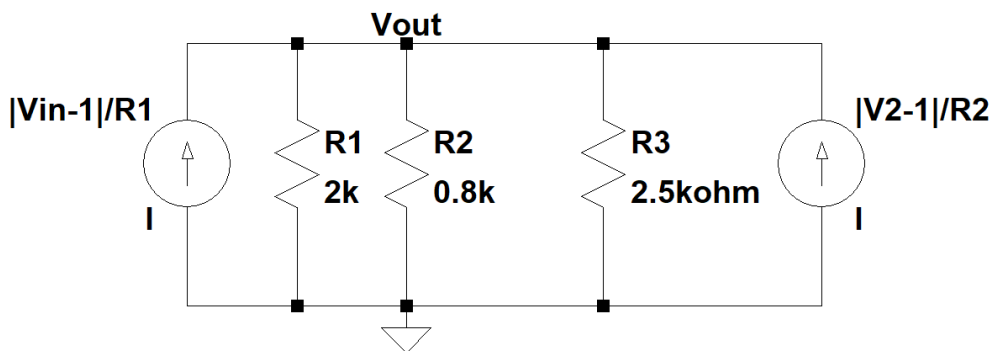 Vout
|Vin-1|/R1
|V2-1|/R2
R1
R2
R3
2k
0.8k
2.5kohm
I
I